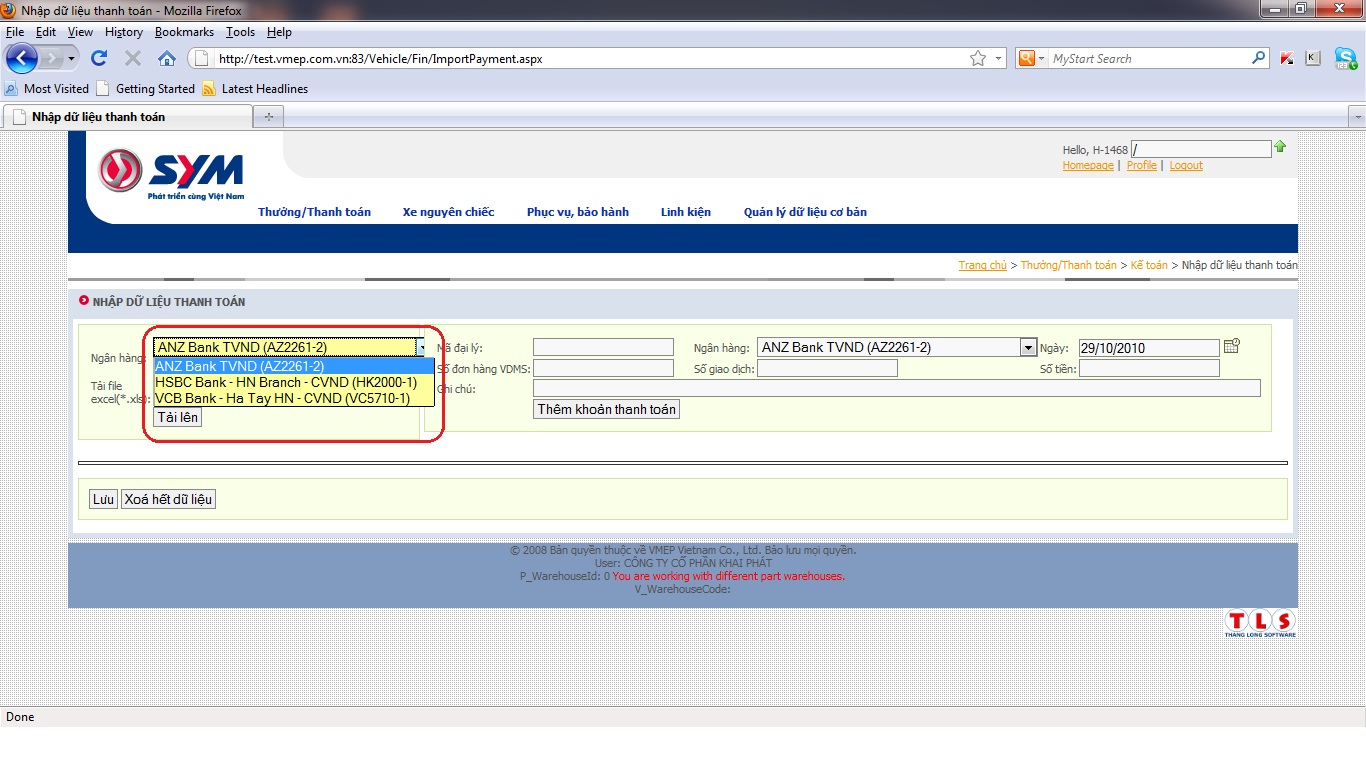 Nhập dữ liệu thanh toán - Mozilla Firefox
File Edit View History Bookmarks Tools Help
http://test.vmep.com.vn:83/Vehicle/Fin/ImportPayment.aspx
MyStart Search
K
Most Visited Getting Started Latest Headlines
Nhập dữ liệu thanh toán
SYM
Phát triển cùng Việt Nam
Hello, H-1468 /
Homepage | Profile | Logout
Thưởng/Thanh toán Xe nguyên chiếc Phục vụ, bảo hành Linh kiện Quản lý dữ liệu cơ bản
Trang chủ > Thưởng/Thanh toán > Kế toán > Nhập dữ liệu thanh toán
NHẬP DỮ LIỆU THANH TOÁN
Ngân hàng: ANZ Bank TVND (AZ2261-2)
ANZ Bank TVND (AZ2261-2)
HSBC Bank - HN Branch - CVND (HK2000-1)
VCB Bank - Ha Tay HN - CVND (VC5710-1)
Tải file
excel(*.xls):
Tải lên
Mã đại lý: Ngân hàng: ANZ Bank TVND (AZ2261-2) Ngày: 29/10/2010
Số đơn hàng VDMS: Số giao dịch: Số tiền:
Ghi chú:
Thêm khoản thanh toán
Lưu Xoá hết dữ liệu
© 2008 Bản quyền thuộc về VMEP Vietnam Co., Ltd. Bảo lưu mọi quyền.
User: CÔNG TY CỔ PHẦN KHAI PHÁT
P_WarehouseId: 0 You are working with different part warehouses.
V_WarehouseCode:
TLS
THANG LONG SOFTWARE
Done